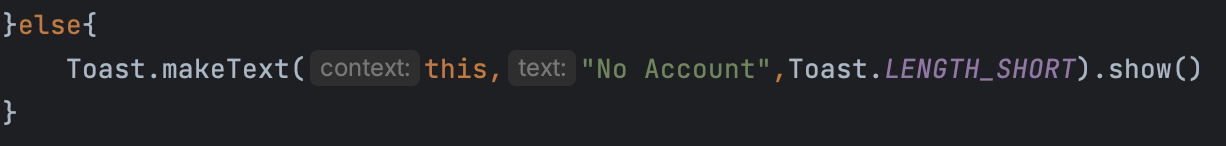 }else{
Toast.makeText( context: this, text: "No Account",Toast.LENGTH_SHORT).show()
}